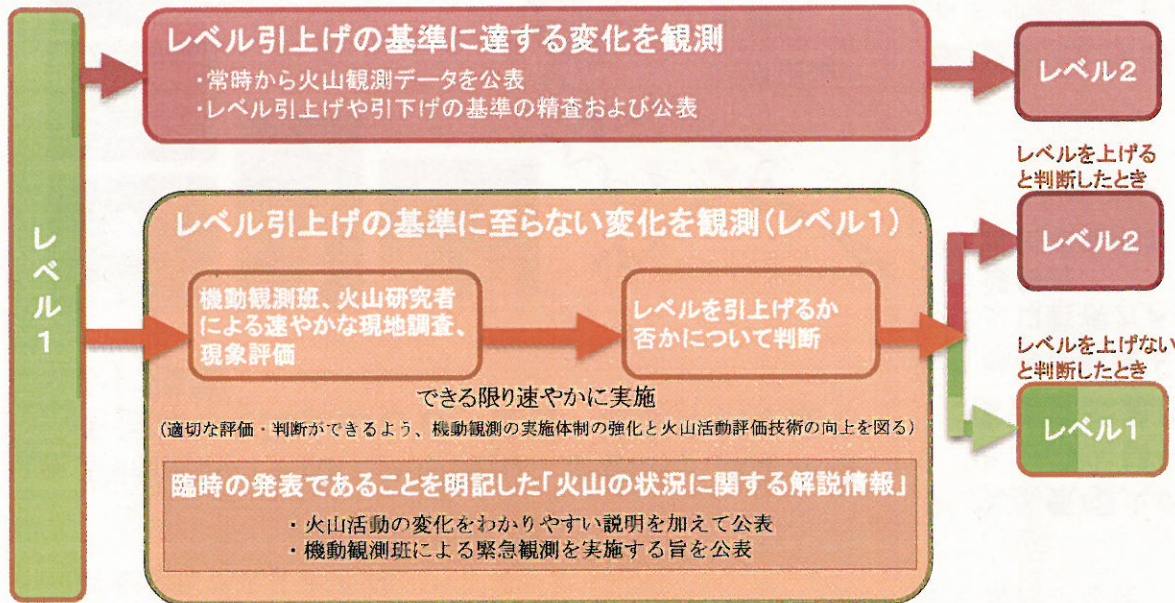 レベル1
レベル引上げの基準に達する変化を観測
・常時から火山観測データを公表
・レベル引上げや引下げの基準の精査および公表
レベル2
レベル引上げの基準に至らない変化を観測(レベル1)
機動観測班、火山研究者
による速やかな現地調査、
現象評価
レベルを引上げるか
否かについて判断
できる限り速やかに実施
(適切な評価・判断ができるよう、機動観測の実施体制の強化と火山活動評価技術の向上を図る)
臨時の発表であることを明記した「火山の状況に関する解説情報」
・火山活動の変化をわかりやすい説明を加えて公表
・機動観測班による緊急観測を実施する旨を公表
レベルを上げる
と判断したとき
レベル2
レベルを上げない
と判断したとき
レベル1